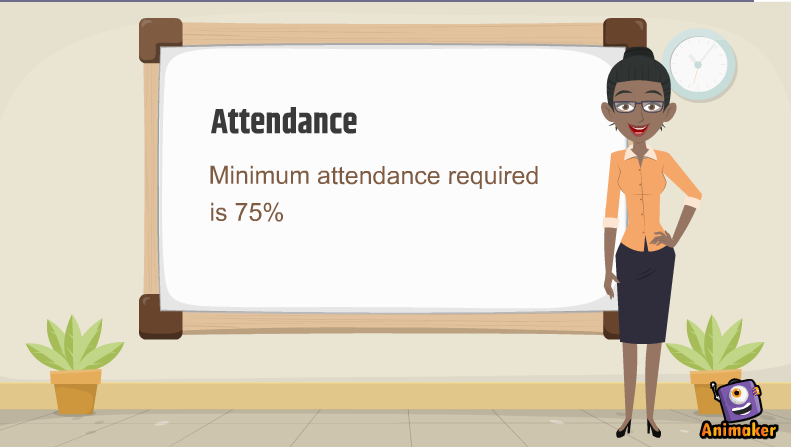 Attendance
Minimum attendance required
is 75%
Animaker